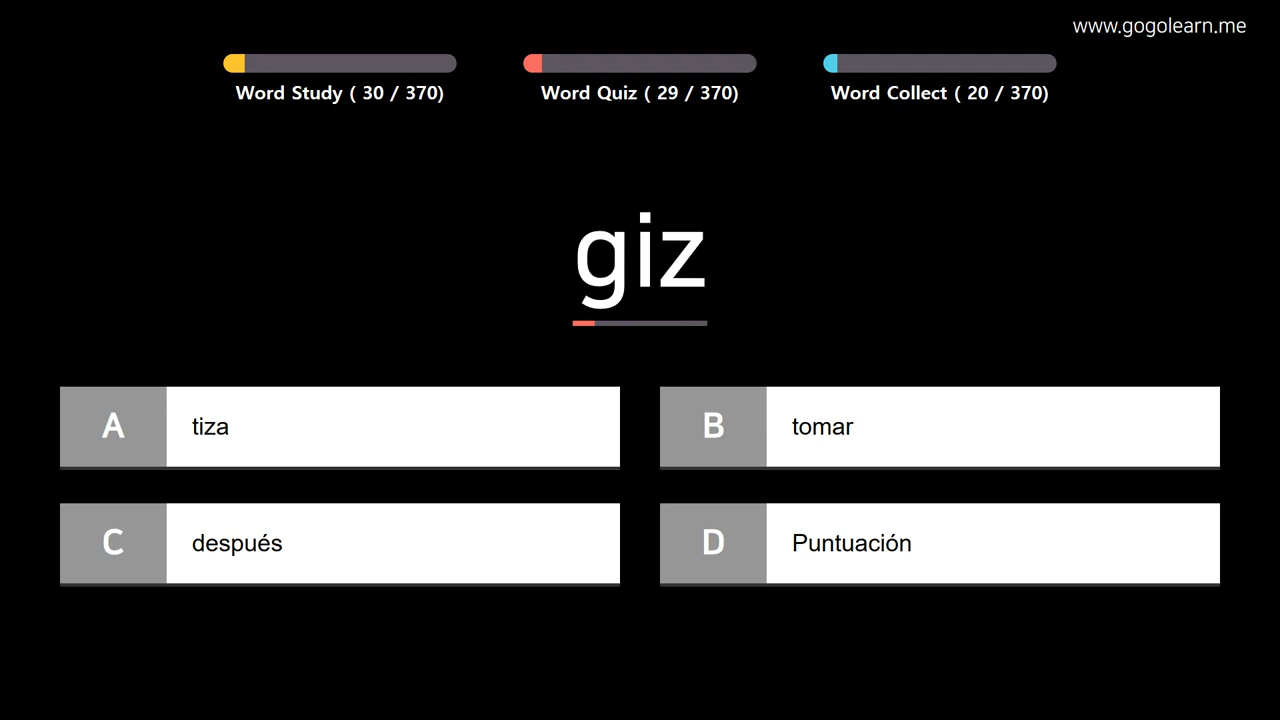 www.gogolearn.me
Word Study ( 30 / 370)
Word Quiz ( 29 / 370)
Word Collect ( 20 / 370)
giz
A tiza
B tomar
C después
D Puntuación